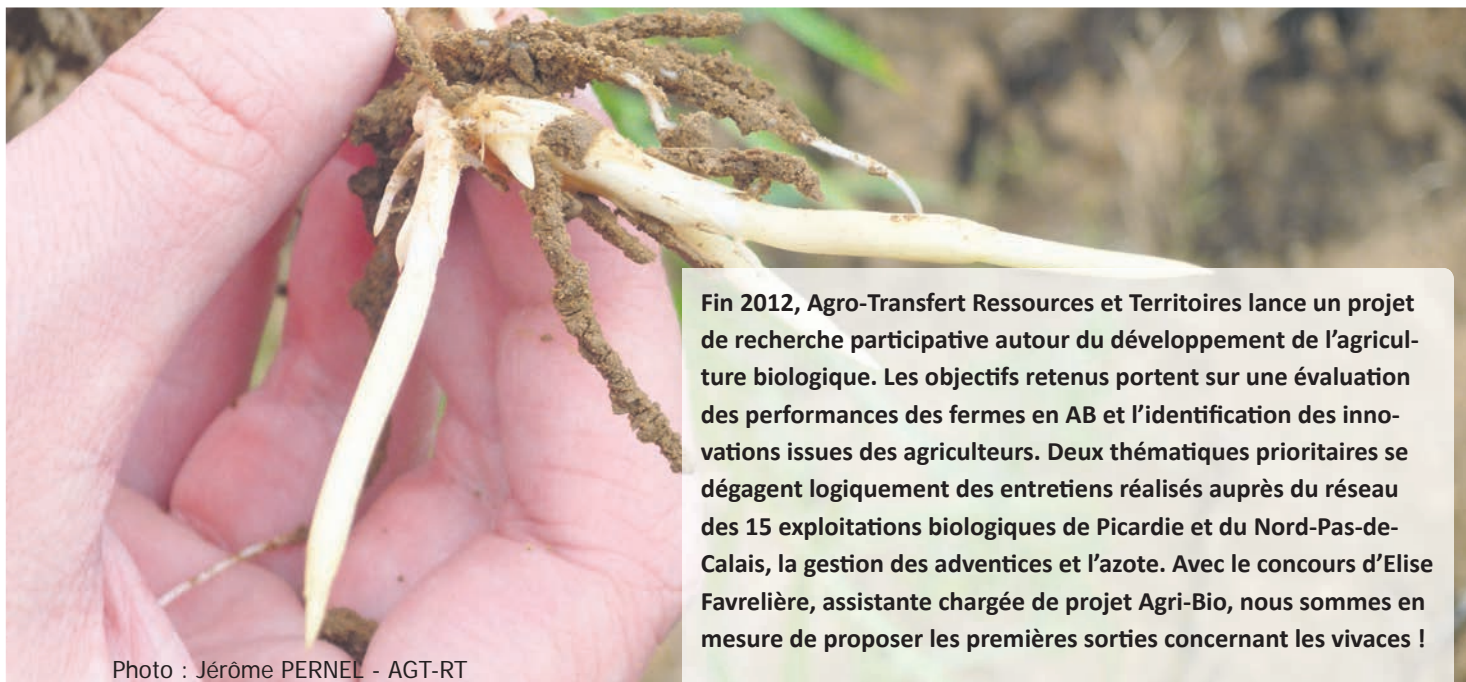 Fin 2012, Agro-Transfert Ressources et Territoires lance un projet
de recherche participative autour du développement de l’agricul-
ture biologique. Les objectifs retenus portent sur une évaluation
des performances des fermes en AB et l’identification des inno-
vations issues des agriculteurs. Deux thématiques prioritaires se
dégagent logiquement des entretiens réalisés auprès du réseau
des 15 exploitations biologiques de Picardie et du Nord-Pas-de-
Calais, la gestion des adventices et l’azote. Avec le concours d’Elise
Favrelière, assistante chargée de projet Agri-Bio, nous sommes en
mesure de proposer les premières sorties concernant les vivaces !
Photo : Jérôme PERNEL - AGT-RT